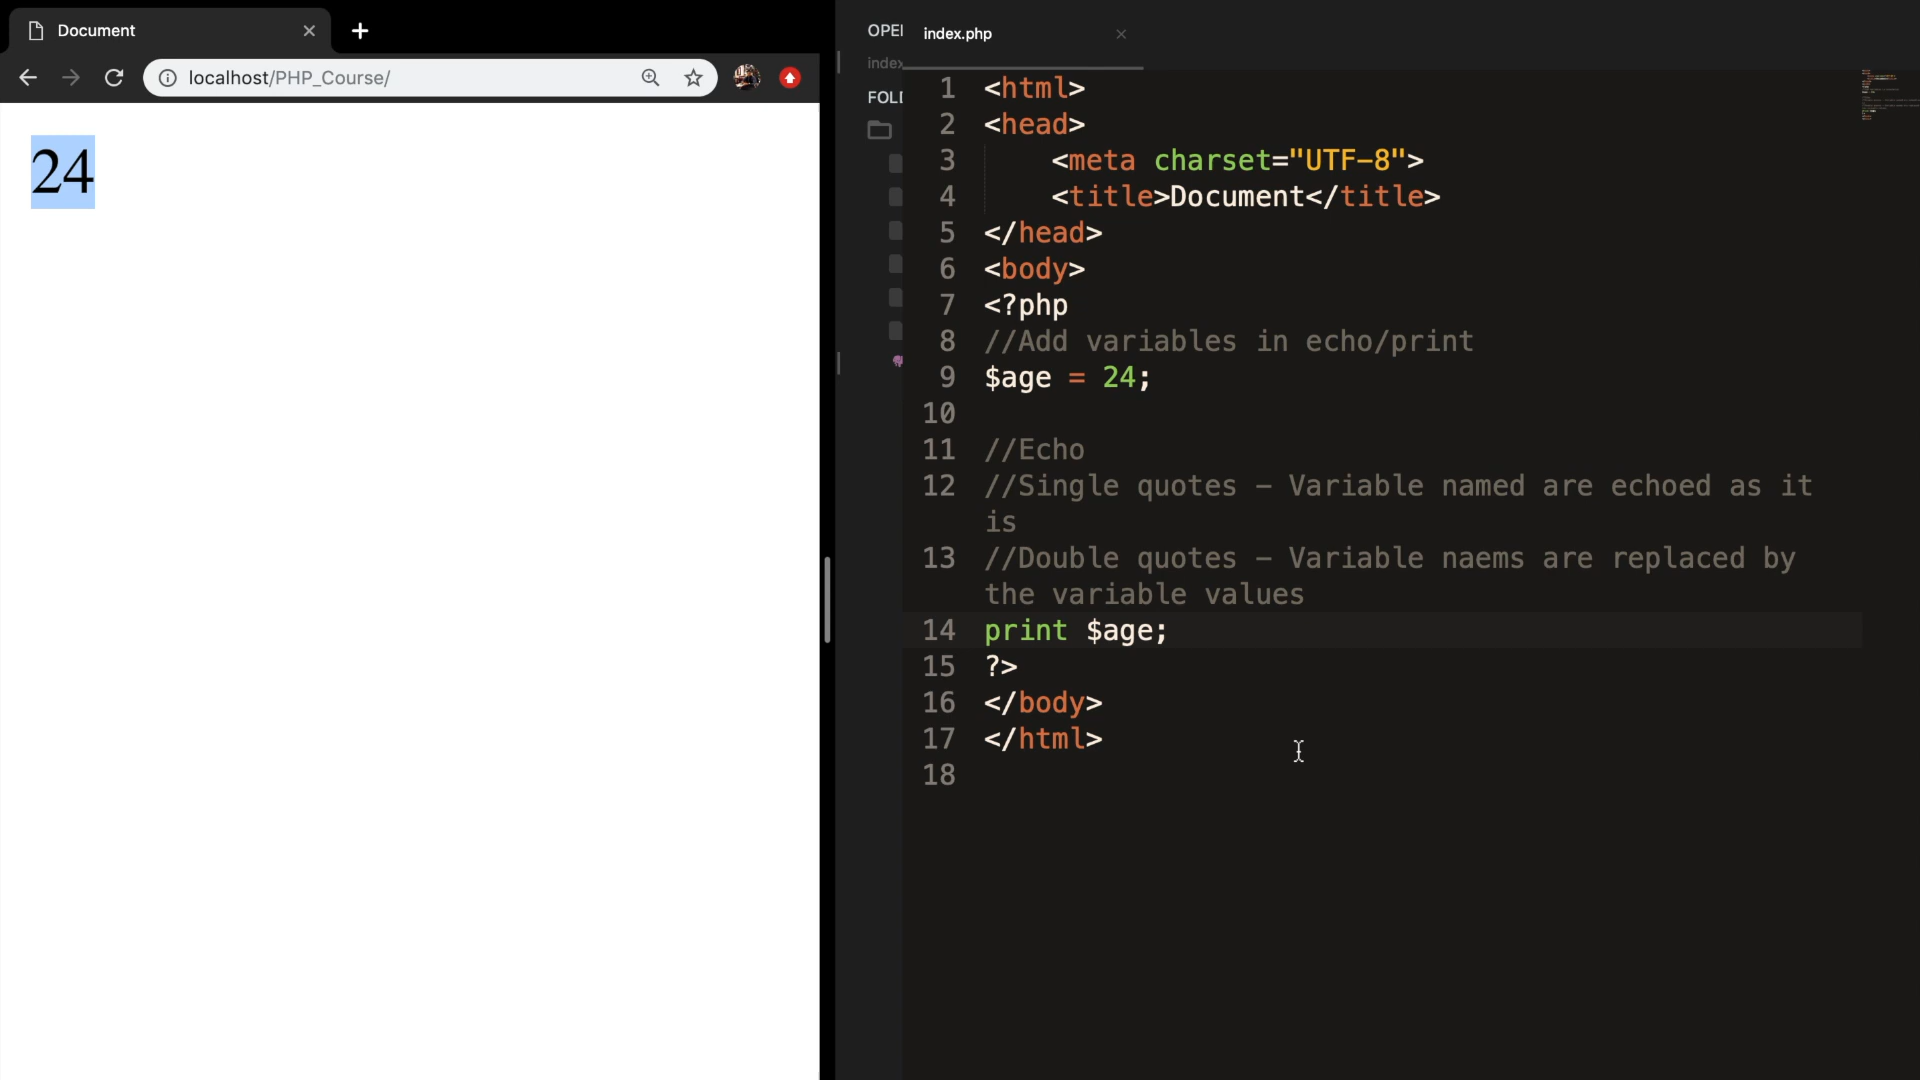 Document
localhost/PHP_Course/
24
OPEN
index
FOLD
index.php
1 <html>
2 <head>
3 <meta charset="UTF-8">
4 <title>Document</title>
5 </head>
6 <body>
7 <?php
8 //Add variables in echo/print
9 $age = 24;
10
11 //Echo
12 //Single quotes – Variable named are echoed as it
is
13 //Double quotes – Variable naems are replaced by
the variable values
14 print $age;
15 ?>
16 </body>
17 </html>
18